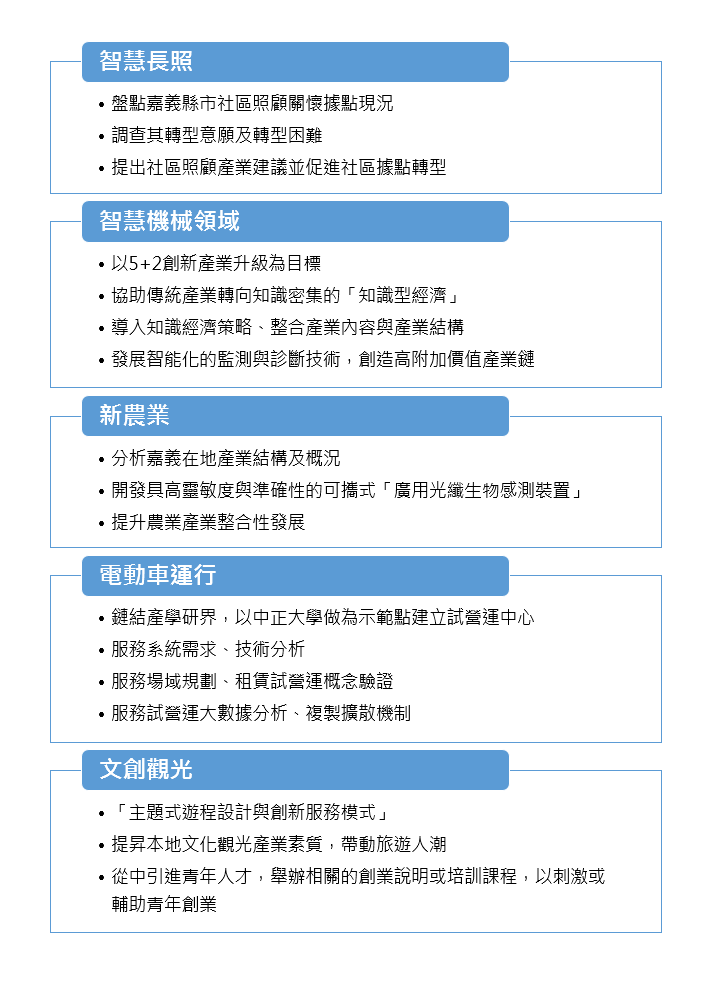 智慧長照
• 盤點嘉義縣市社區照顧關懷據點現況
• 調查其轉型意願及轉型困難
• 提出社區照顧產業建議並促進社區據點轉型
智慧機械領域
• 以5+2創新產業升級為目標
• 協助傳統產業轉向知識密集的「知識型經濟」
• 導入知識經濟策略、整合產業內容與產業結構
• 發展智能化的監測與診斷技術，創造高附加價值產業鏈
新農業
• 分析嘉義在地產業結構及概況
• 開發具高靈敏度與準確性的可攜式「廣用光纖生物感測裝置」
• 提升農業產業整合性發展
電動車運行
• 鏈結產學研界，以中正大學做為示範點建立試營運中心
• 服務系統需求、技術分析
• 服務場域規劃、租賃試營運概念驗證
• 服務試營運大數據分析、複製擴散機制
文創觀光
• 「主題式遊程設計與創新服務模式」
• 提昇本地文化觀光產業素質，帶動旅遊人潮
• 從中引進青年人才，舉辦相關的創業說明或培訓課程，以刺激或
輔助青年創業